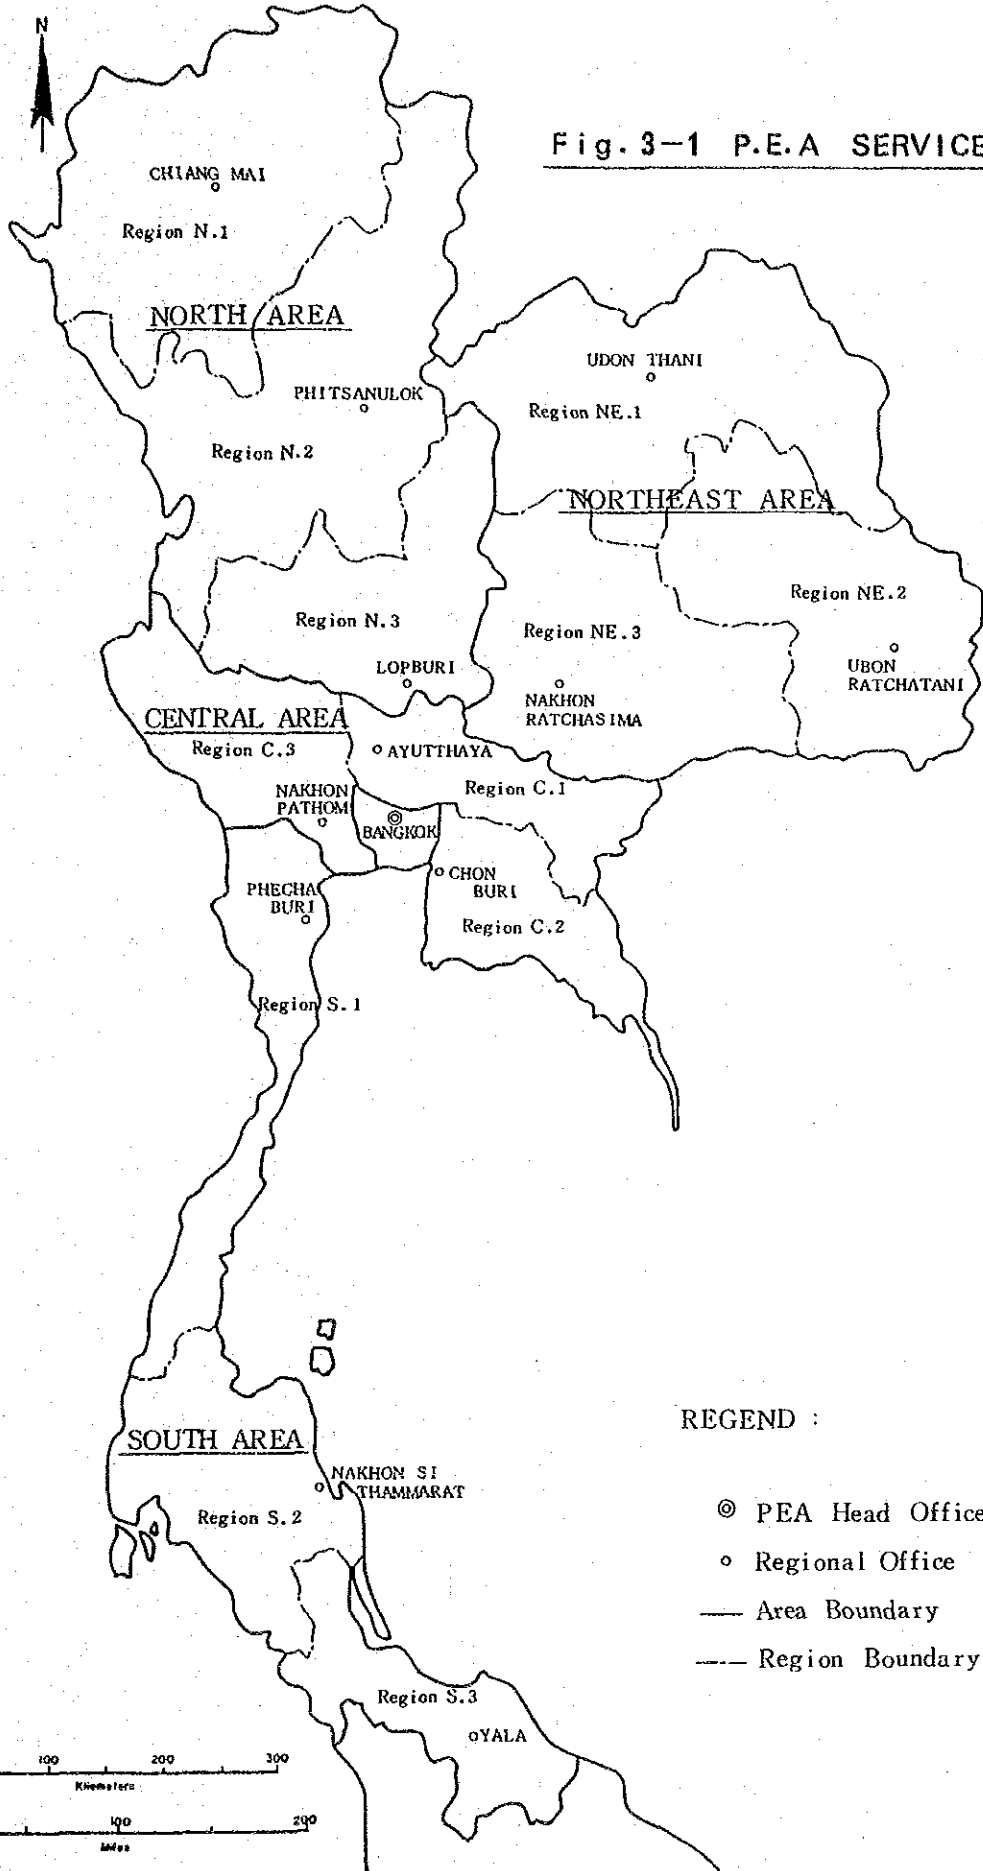 N
Fig. 3-1 P.E.A SERVICE
CHIANG MAI
Region N.1
NORTH AREA
UDON THANI
PHITSANULOK
Region NE.1
Region N.2
NORTHEAST AREA
Region NE.2
Region N.3
Region NE.3
LOPBURI
UBON
RATCHATANI
NAKHON
RATCHASIMA
CENTRAL AREA
Region C.3
AYUTTHAYA
Region C.1
NAKHON
PATHOM
BANGKOK
CHON
BURI
PHECHA
BURI
Region C.2
Region S.1
REGEND :
SOUTH AREA
NAKHON SI
THAMMARAT
Region S.2
PEA Head Office
Regional Office
Area Boundary
Region Boundary
Region S.3
YALA
100 200 300
Kilometers
100 200
Miles